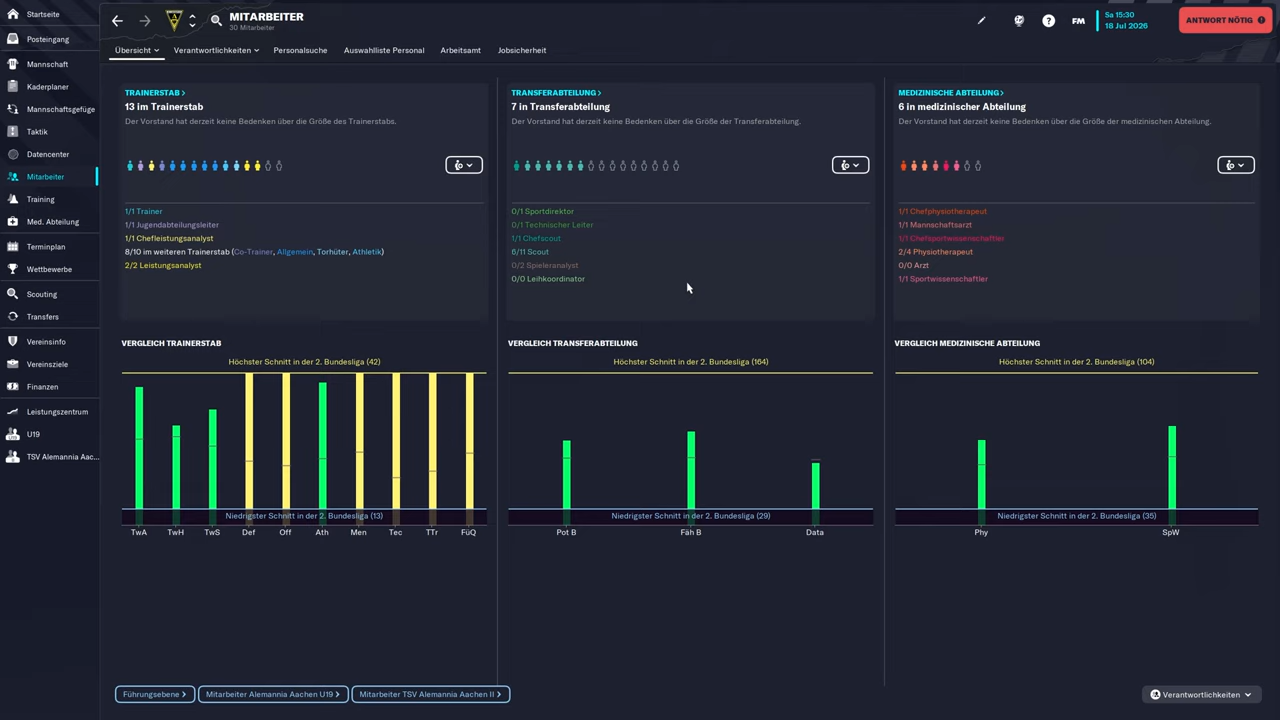 Startseite
Posteingang
Mannschaft
Kaderplaner
Mannschaftsgefüge
Taktik
Datencenter
Mitarbeiter
Training
Med. Abteilung
Terminplan
Wettbewerbe
Scouting
Transfers
Vereinsinfo
Vereinsziele
Finanzen
Leistungszentrum
U19
TSV Alemannia Aac...
MITARBEITER
30 Mitarbeiter
FM
Sa 15:30
18 Jul 2026
ANTWORT NÖTIG
Übersicht Verantwortlichkeiten Personalsuche Auswahlliste Personal Arbeitsamt Jobsicherheit
TRAINERSTAB
13 im Trainerstab
Der Vorstand hat derzeit keine Bedenken über die Größe des Trainerstabs.
1/1 Trainer
1/1 Jugendabteilungsleiter
1/1 Chefleistungsanalyst
8/10 im weiteren Trainerstab (Co-Trainer, Allgemein, Torhüter, Athletik)
2/2 Leistungsanalyst
TRANSFERABTEILUNG
7 in Transferabteilung
Der Vorstand hat derzeit keine Bedenken über die Größe der Transferabteilung.
0/1 Sportdirektor
0/1 Technischer Leiter
1/1 Chefscout
6/11 Scout
0/2 Spieleranalyst
0/0 Leihkoordinator
MEDIZINISCHE ABTEILUNG
6 in medizinischer Abteilung
Der Vorstand hat derzeit keine Bedenken über die Größe der medizinischen Abteilung.
1/1 Chefphysiotherapeut
1/1 Mannschaftsarzt
1/1 Chefsportwissenschaftler
2/4 Physiotherapeut
0/0 Arzt
1/1 Sportwissenschaftler
VERGLEICH TRAINERSTAB
Höchster Schnitt in der 2. Bundesliga (42)
Niedrigster Schnitt in der 2. Bundesliga (13)
TwA TwH TwS Def Off Ath Men Tec TTr FüQ
VERGLEICH TRANSFERABTEILUNG
Höchster Schnitt in der 2. Bundesliga (164)
Niedrigster Schnitt in der 2. Bundesliga (29)
Pot B Fäh B Data
VERGLEICH MEDIZINISCHE ABTEILUNG
Höchster Schnitt in der 2. Bundesliga (104)
Niedrigster Schnitt in der 2. Bundesliga (35)
Phy SpW
Führungsebene Mitarbeiter Alemannia Aachen U19 Mitarbeiter TSV Alemannia Aachen II Verantwortlichkeiten